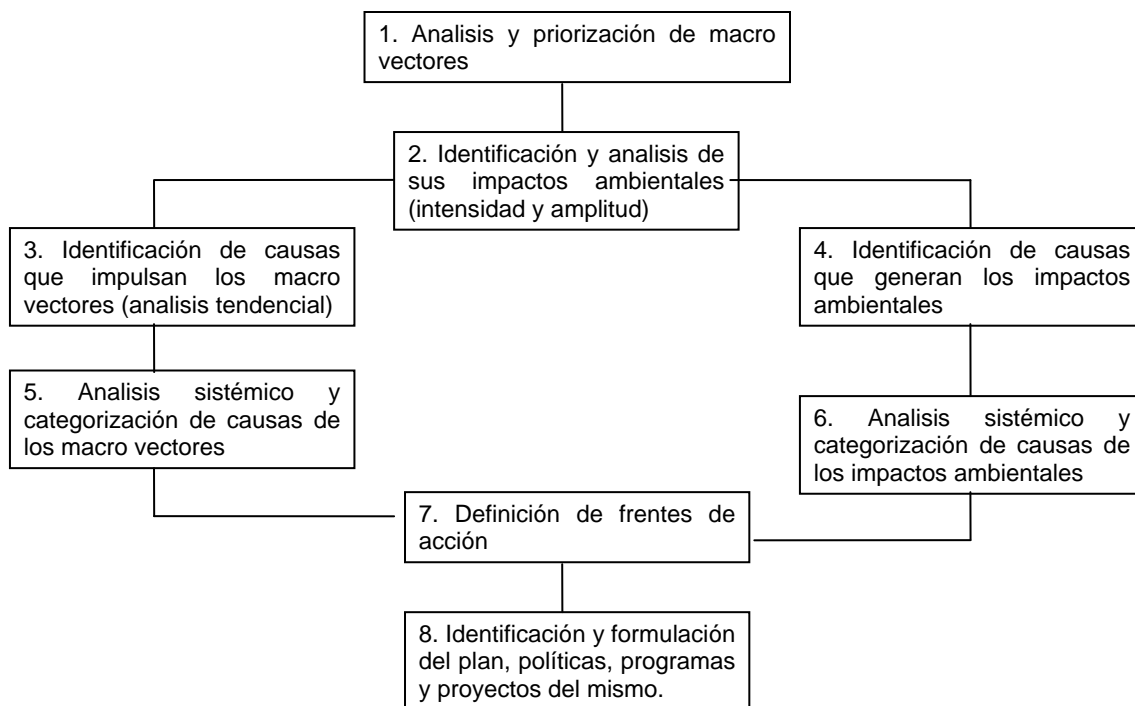 1. Analisis y priorización de macro
vectores
2. Identificación y analisis de
sus impactos ambientales
(intensidad y amplitud)
3. Identificación de causas
que impulsan los macro
vectores (analisis tendencial)
4. Identificación de causas
que generan los impactos
ambientales
5. Analisis sistémico y
categorización de causas de
los macro vectores
6. Analisis sistémico y
categorización de causas de
los impactos ambientales
7. Definición de frentes de
acción
8. Identificación y formulación
del plan, políticas, programas
y proyectos del mismo.